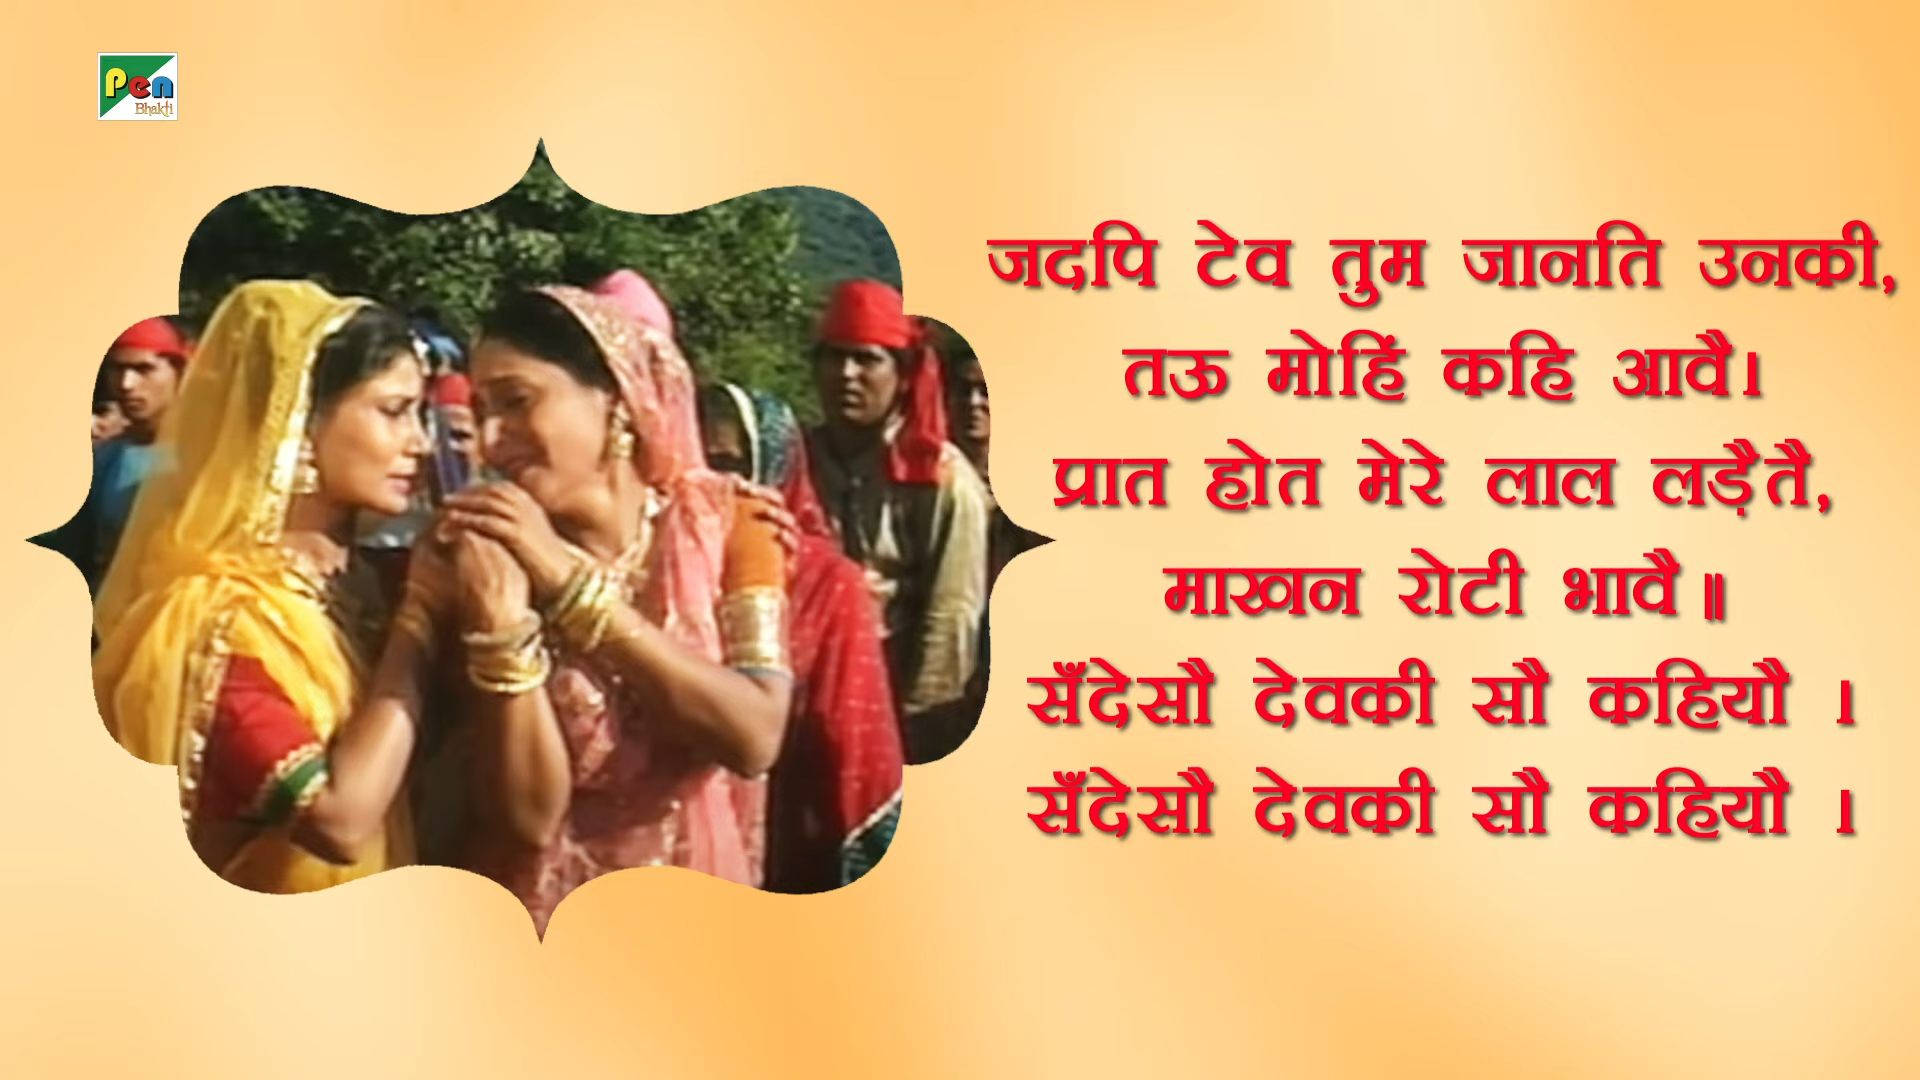 Pen
Bhakti
जदपि टेव तुम जानति उनकी,
तऊ मोहिं कहि आवै।
प्रात होत मेरे लाल लड़ैतै,
माखन रोटी भावै॥
सँदेसौ देवकी सौ कहियौ ।
सँदेसौ देवकी सौ कहियौ ।